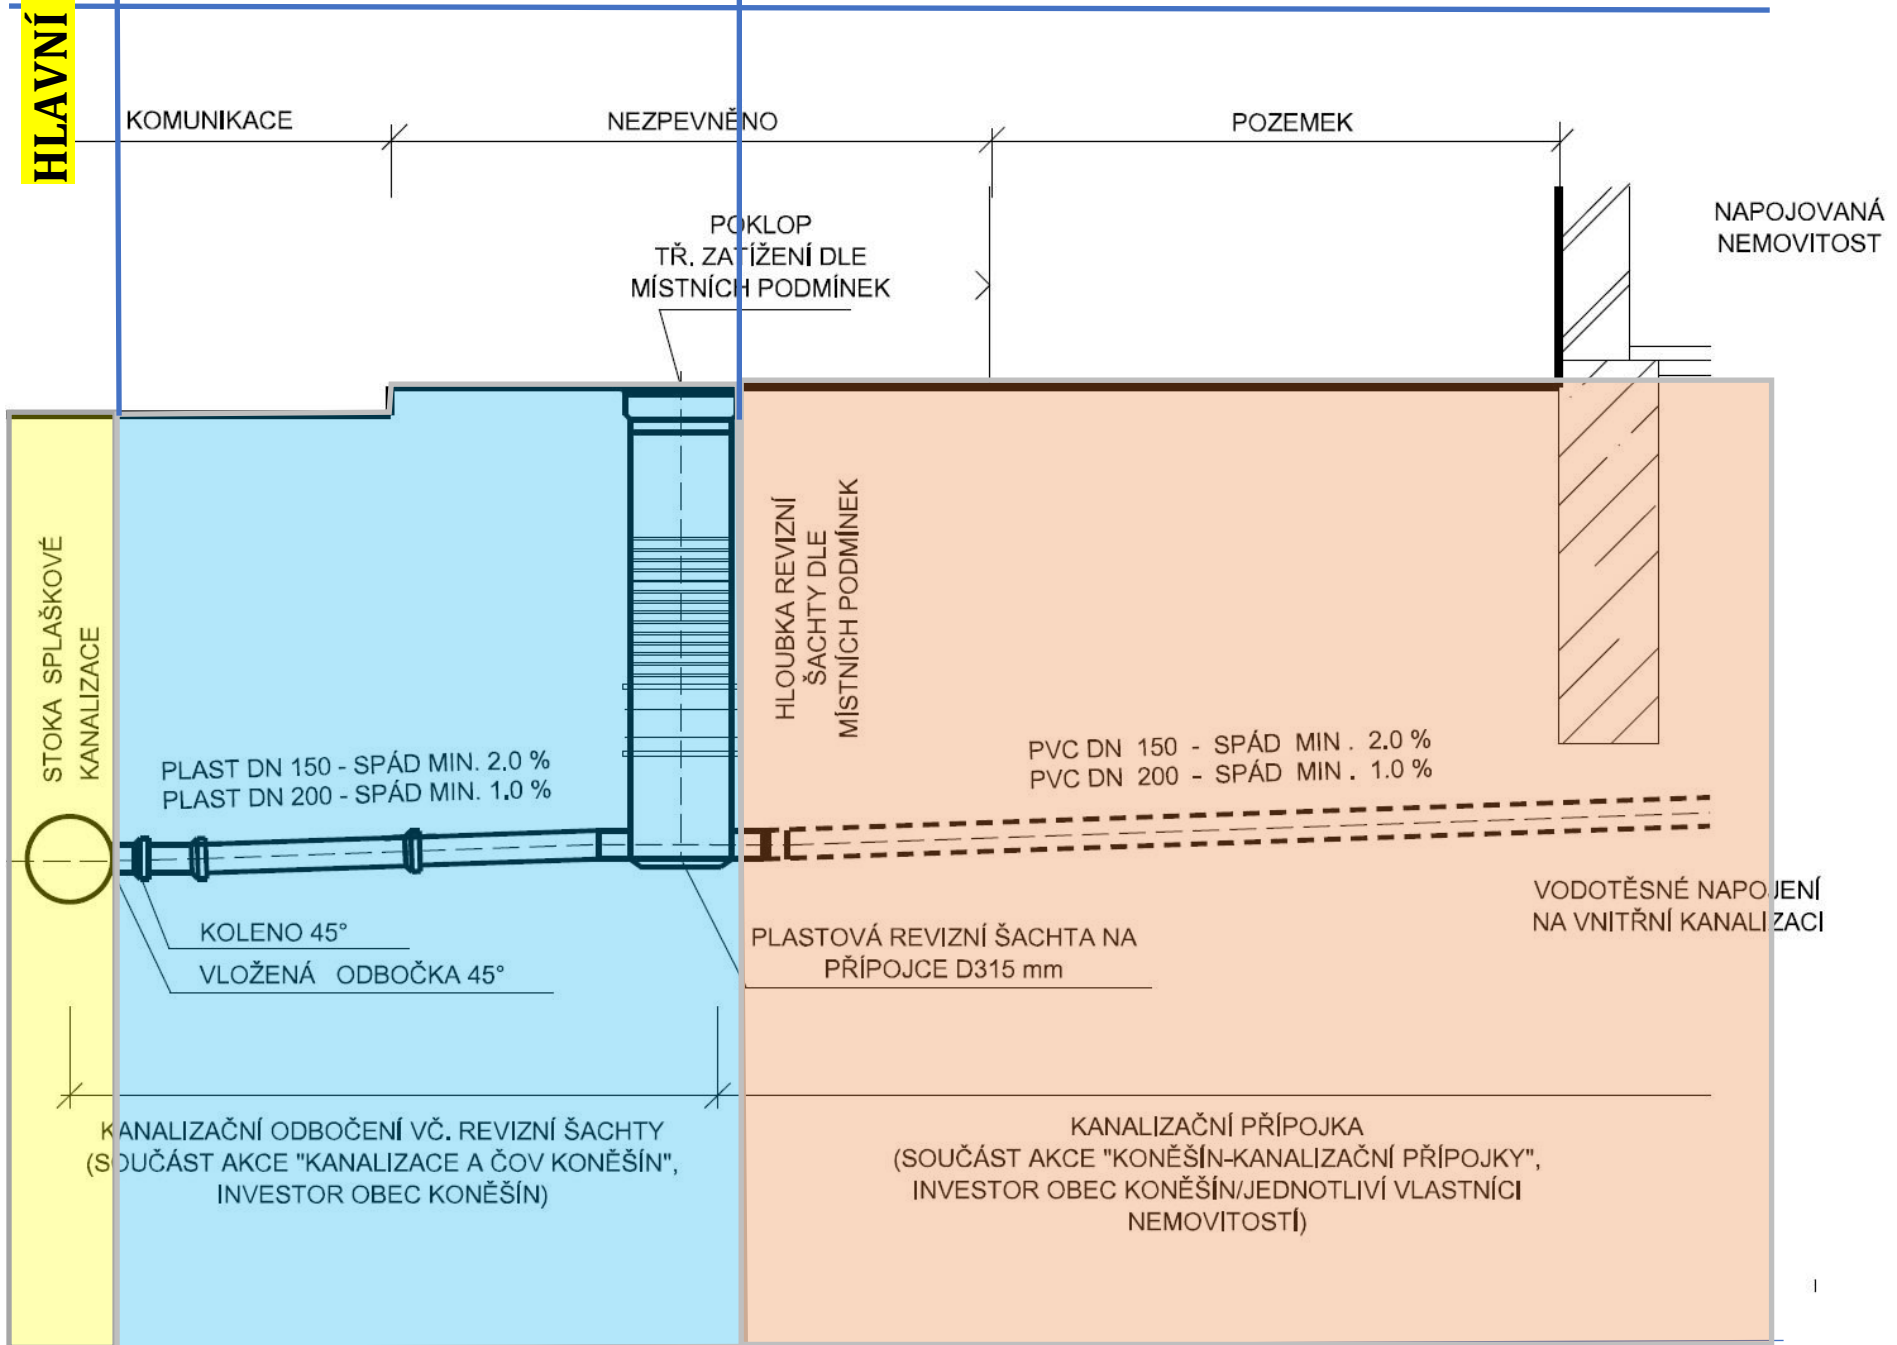 HLAVNÍ
KOMUNIKACE
NEZPEVNĚNO
POZEMEK
POKLOP
TŘ. ZATÍŽENÍ DLE
MÍSTNÍCH PODMÍNEK
NAPOJOVANÁ
NEMOVITOST
STOKA SPLAŠKOVÉ
KANALIZACE
HLOUBKA REVIZNÍ
ŠACHTY DLE
MÍSTNÍCH PODMÍNEK
PLAST DN 150 - SPÁD MIN. 2.0 %
PLAST DN 200 - SPÁD MIN. 1.0 %
PVC DN 150 - SPÁD MIN . 2.0 %
PVC DN 200 - SPÁD MIN . 1.0 %
KOLENO 45°
VLOŽENÁ ODBOČKA 45°
PLASTOVÁ REVIZNÍ ŠACHTA NA
PŘÍPOJCE D315 mm
VODOTĚSNÉ NAPOJENÍ
NA VNITŘNÍ KANALIZACI
KANALIZAČNÍ ODBOČENÍ VČ. REVIZNÍ ŠACHTY
(SOUČÁST AKCE "KANALIZACE A ČOV KONĚŠÍN",
INVESTOR OBEC KONĚŠÍN)
KANALIZAČNÍ PŘÍPOJKA
(SOUČÁST AKCE "KONĚŠÍN-KANALIZAČNÍ PŘÍPOJKY",
INVESTOR OBEC KONĚŠÍN/JEDNOTLIVÍ VLASTNÍCI
NEMOVITOSTÍ)